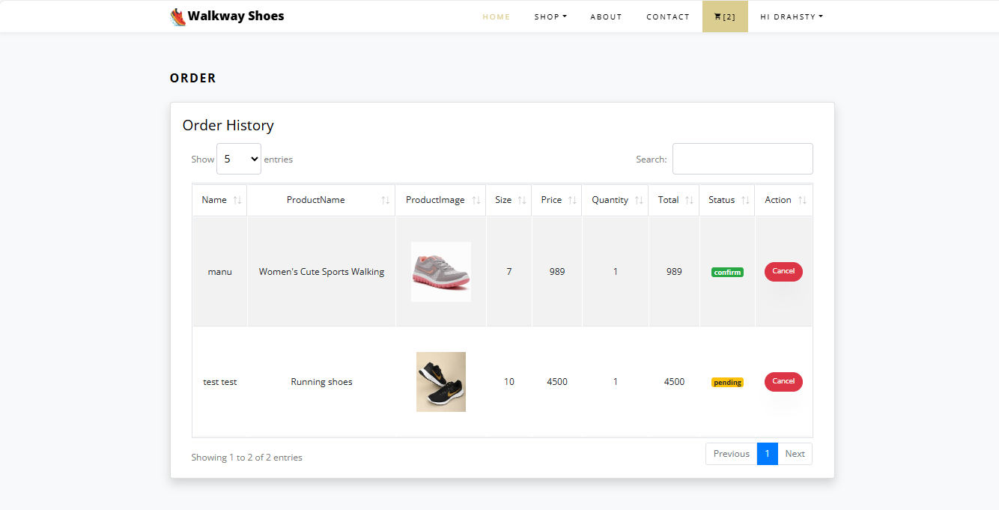 Walkway Shoes HOME SHOP ABOUT CONTACT [2] HI DRAHSTY
ORDER
Order History
Show 5 entries Search:
Name ProductName ProductImage Size Price Quantity Total Status Action
manu Women's Cute Sports Walking 7 989 1 989 confirm Cancel
test test Running shoes 10 4500 1 4500 pending Cancel
Showing 1 to 2 of 2 entries Previous 1 Next